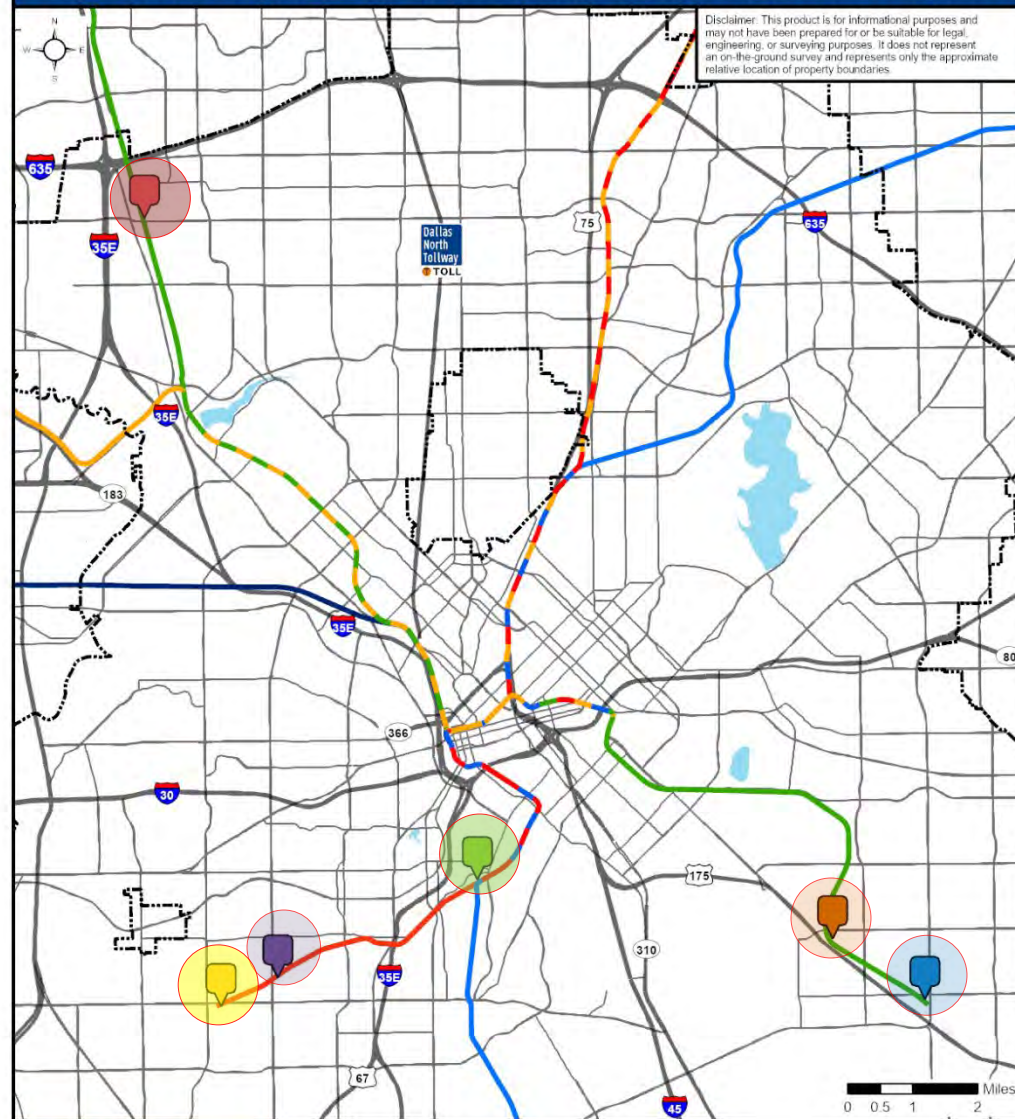 N
W E
S
Disclaimer: This product is for informational purposes and
may not have been prepared for or be suitable for legal,
engineering, or surveying purposes. It does not represent
an on-the-ground survey and represents only the approximate
relative location of property boundaries.
635
35E
75
Dallas
North
Tollway
TOLL
635
35E
183
35E
80
366
30
175
310
35E
67
45
0 0.5 1 2 Miles